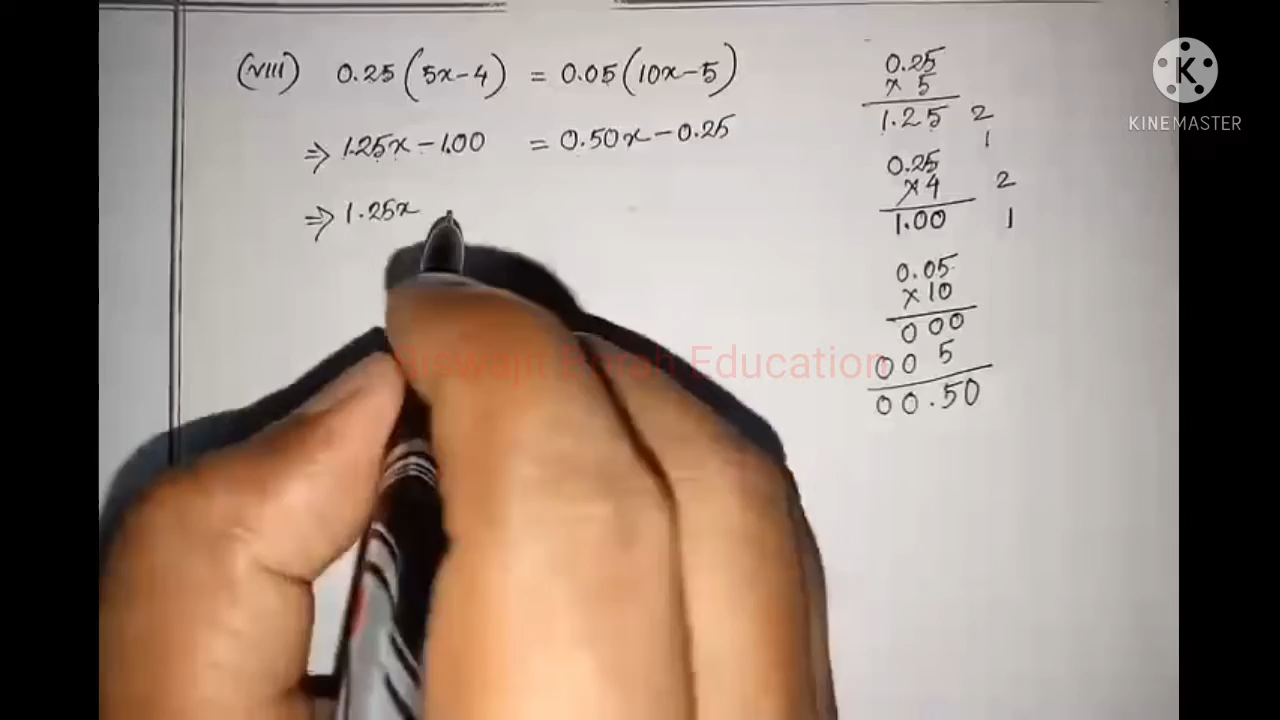 (VIII) 0.25(5x-4) = 0.05(10x-5)
⇒ 1.25x - 1.00 = 0.50x - 0.25
⇒ 1.25x
0.25
× 5
1.25 2
1
0.25
×4 2
1.00 1
0.05
×10
000
00 5
00.50
K
KINEMASTER
Education